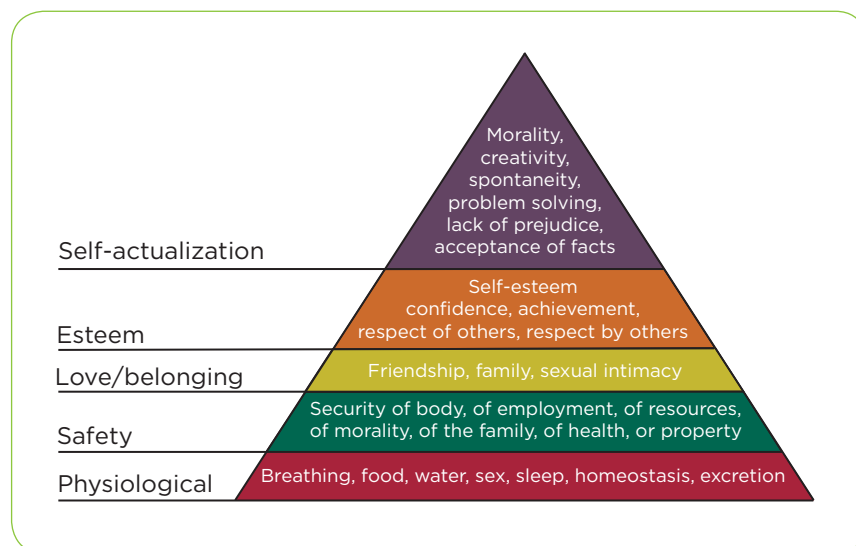 Morality,
creativity,
spontaneity,
problem solving,
lack of prejudice,
acceptance of facts
Self-actualization
Self-esteem
confidence, achievement,
respect of others, respect by others
Esteem
Friendship, family, sexual intimacy
Love/belonging
Security of body, of employment, of resources,
of morality, of the family, of health, or property
Safety
Breathing, food, water, sex, sleep, homeostasis, excretion
Physiological